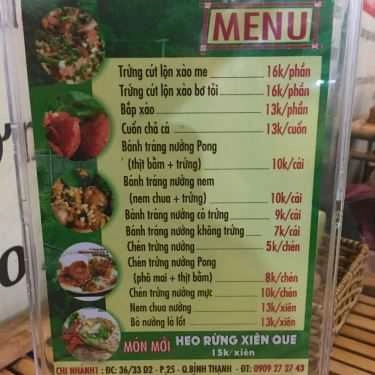 MENU
Trứng cút lộn xào me 16k/phần
Trứng cút lộn xào bơ tỏi 16k/phần
Bắp xào 13k/phần
Cuốn chả cá 13k/cuốn
Bánh tráng nướng Pong
(thịt bằm + trứng) 10k/cái
Bánh tráng nướng nem
(nem chua + trứng) 10k/cái
Bánh tráng nướng có trứng 9k/cái
Bánh tráng nướng không trứng 7k/cái
Chén trứng nướng 5k/chén
Chén trứng nướng Pong
(phô mai + thịt bằm) 8k/chén
Chén trứng nướng mực 10k/chén
Nem chua nướng 13k/xiên
Bò nướng lá lốt 13k/xiên
MÓN MỚI HEO RỪNG XIÊN QUE
15k/xiên
CHI NHÁNH1: ĐC: 36/33 D2 - P.25 - Q.BÌNH THẠNH - ĐT: 0909 27 27 43